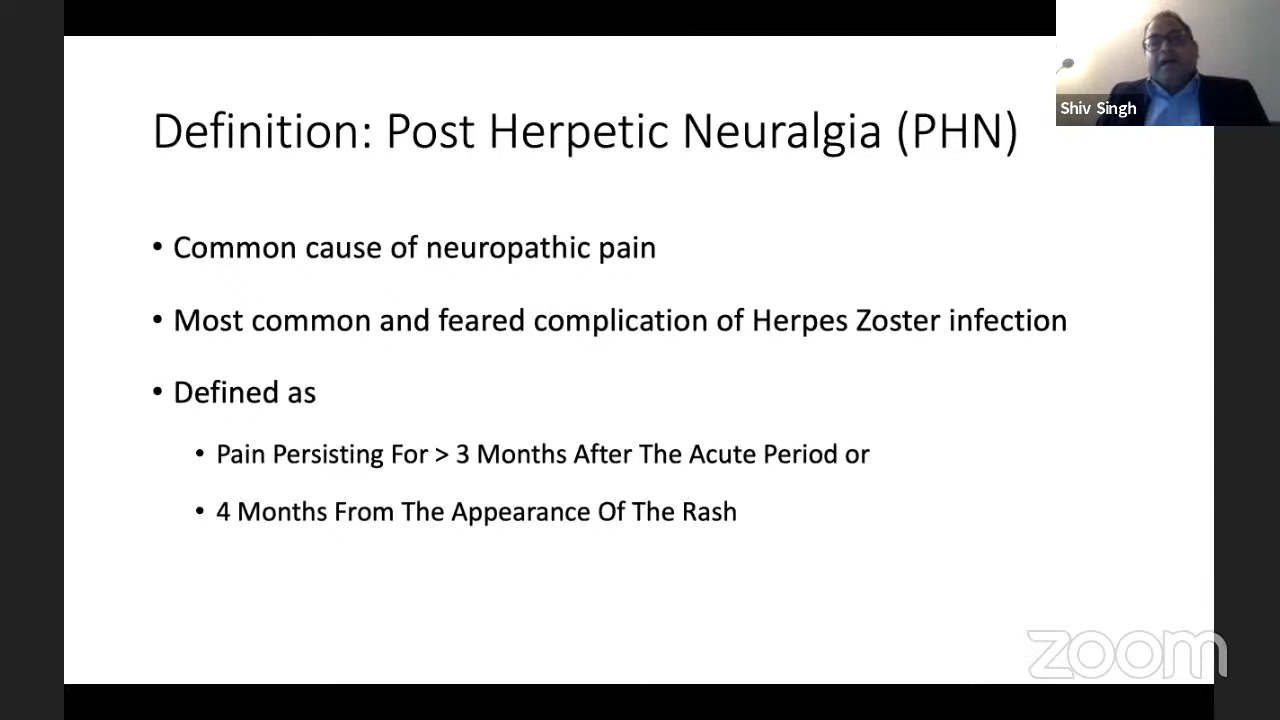 Shiv Singh
Definition: Post Herpetic Neuralgia (PHN)
• Common cause of neuropathic pain
• Most common and feared complication of Herpes Zoster infection
• Defined as
• Pain Persisting For > 3 Months After The Acute Period or
• 4 Months From The Appearance Of The Rash
zoom